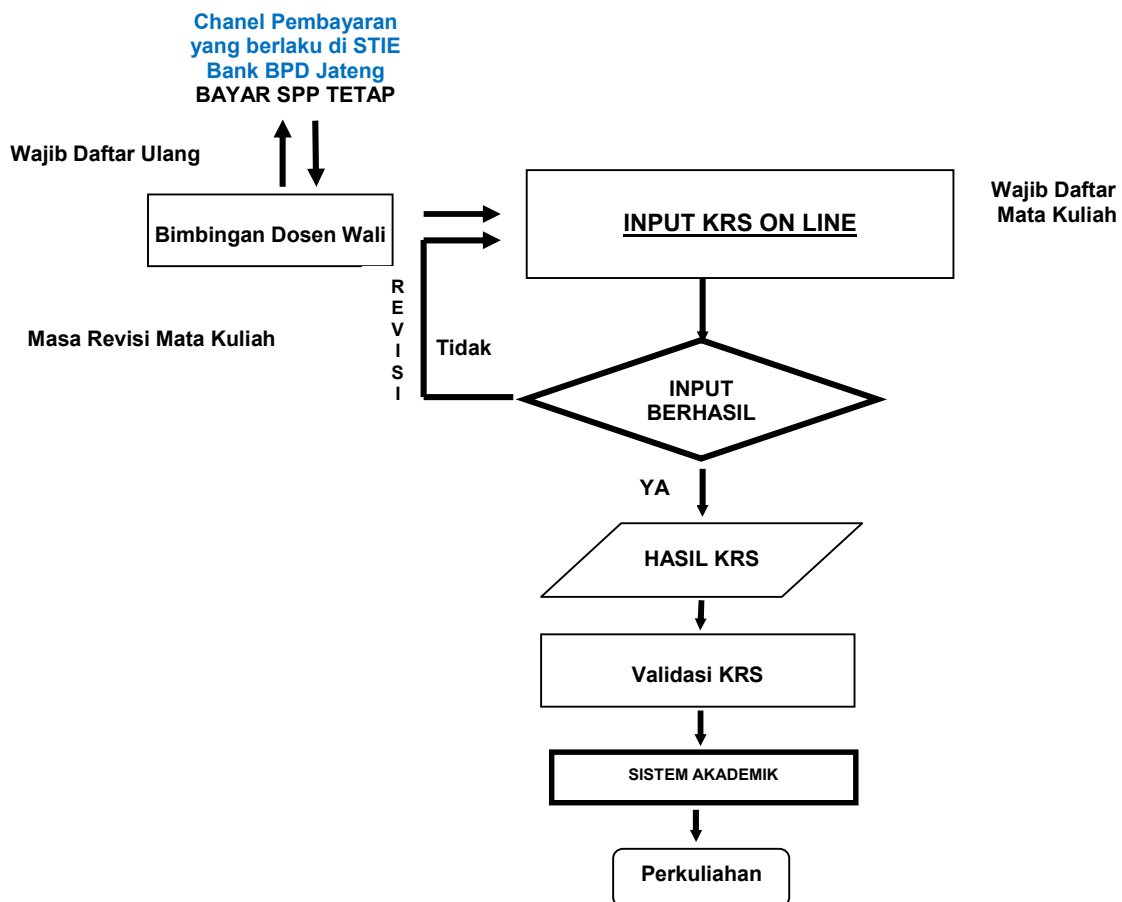 Chanel Pembayaran
yang berlaku di STIE
Bank BPD Jateng
BAYAR SPP TETAP
Wajib Daftar Ulang
Bimbingan Dosen Wali
INPUT KRS ON LINE
Wajib Daftar
Mata Kuliah
Masa Revisi Mata Kuliah
R
E
V
I
S
I
Tidak
INPUT
BERHASIL
YA
HASIL KRS
Validasi KRS
SISTEM AKADEMIK
Perkuliahan